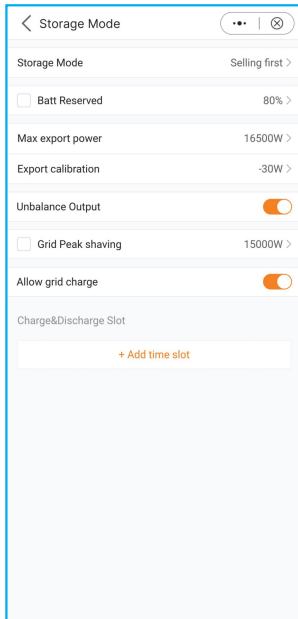 Storage Mode
Storage Mode Selling first
Batt Reserved 80%
Max export power 16500W
Export calibration -30W
Unbalance Output
Grid Peak shaving 15000W
Allow grid charge
Charge&Discharge Slot
+ Add time slot